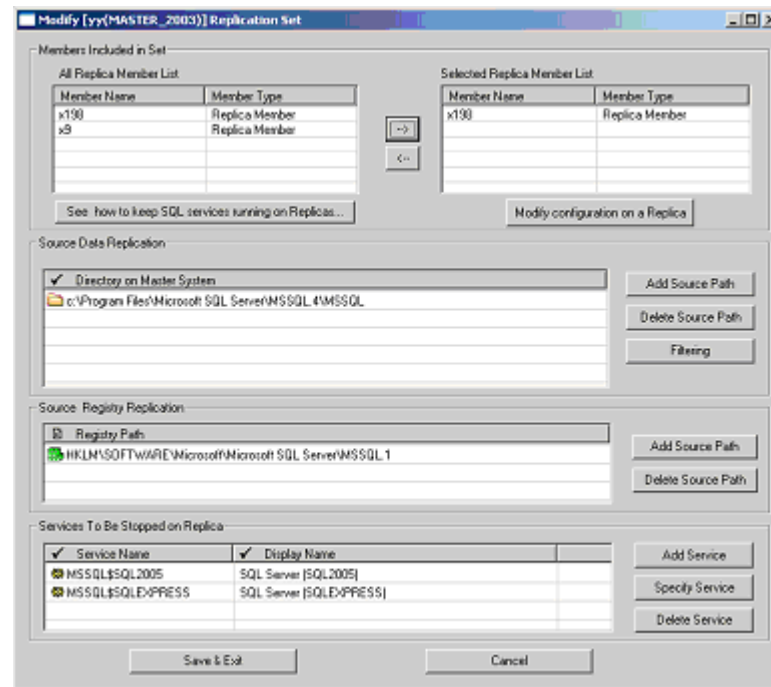 Modify [yy(MASTER_2003)] Replication Set
Members Included in Set
All Replica Member List
Selected Replica Member List
Member Name Member Type
x198 Replica Member
x9 Replica Member
-->
<--
Member Name Member Type
x198 Replica Member
See how to keep SQL services running on Replicas...
Modify configuration on a Replica
Source Data Replication
Directory on Master System
c:\Program Files\Microsoft SQL Server\MSSQL.4\MSSQL
Add Source Path
Delete Source Path
Filtering
Source Registry Replication
Registry Path
HKLM\SOFTWARE\Microsoft\Microsoft SQL Server\MSSQL.1
Add Source Path
Delete Source Path
Services To Be Stopped on Replica
Service Name Display Name
MSSQL$SQL2005 SQL Server (SQL2005)
MSSQL$SQLEXPRESS SQL Server (SQLEXPRESS)
Add Service
Specify Service
Delete Service
Save & Exit
Cancel